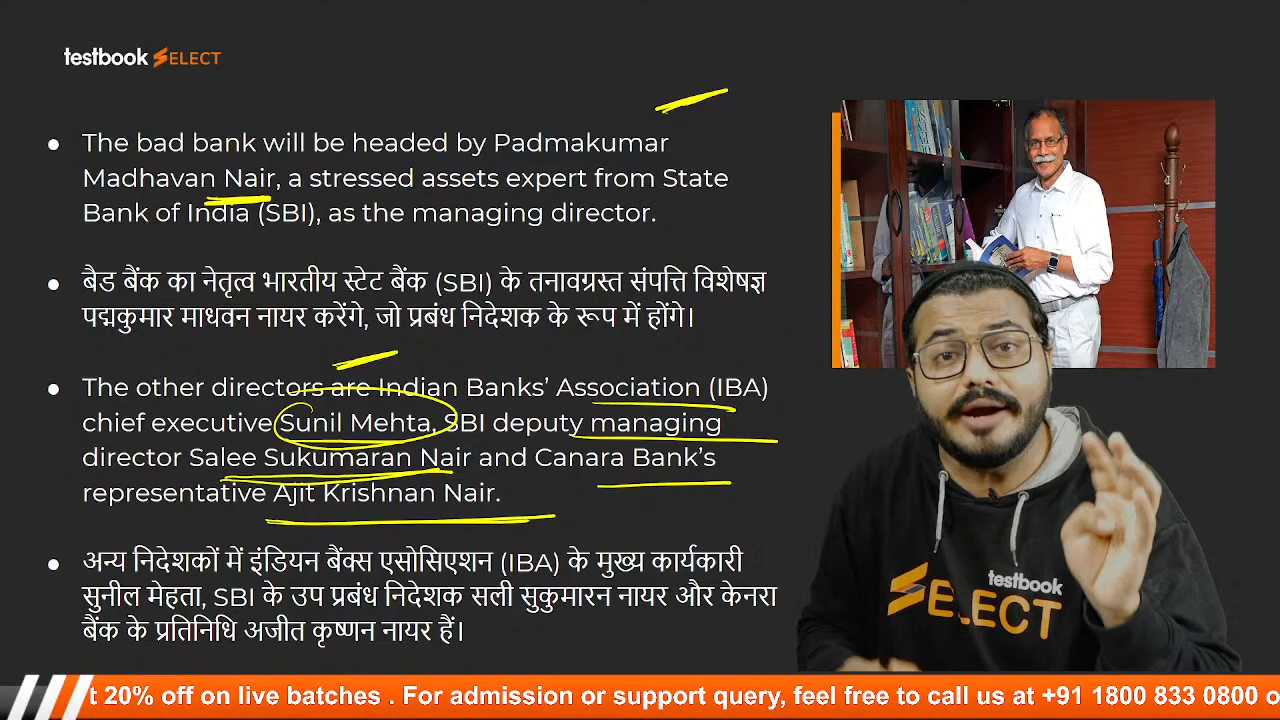 testbook SELECT
The bad bank will be headed by Padmakumar
Madhavan Nair, a stressed assets expert from State
Bank of India (SBI), as the managing director.
बैड बैंक का नेतृत्व भारतीय स्टेट बैंक (SBI) के तनावग्रस्त संपत्ति विशेषज्ञ
पद्मकुमार माधवन नायर करेंगे, जो प्रबंध निदेशक के रूप में होंगे।
The other directors are Indian Banks’ Association (IBA)
chief executive Sunil Mehta, SBI deputy managing
director Salee Sukumaran Nair and Canara Bank’s
representative Ajit Krishnan Nair.
अन्य निदेशकों में इंडियन बैंक्स एसोसिएशन (IBA) के मुख्य कार्यकारी
सुनील मेहता, SBI के उप प्रबंध निदेशक सली सुकुमारन नायर और केनरा
बैंक के प्रतिनिधि अजीत कृष्णन नायर हैं।
testbook
SELECT
t 20% off on live batches . For admission or support query, feel free to call us at +91 1800 833 0800 o